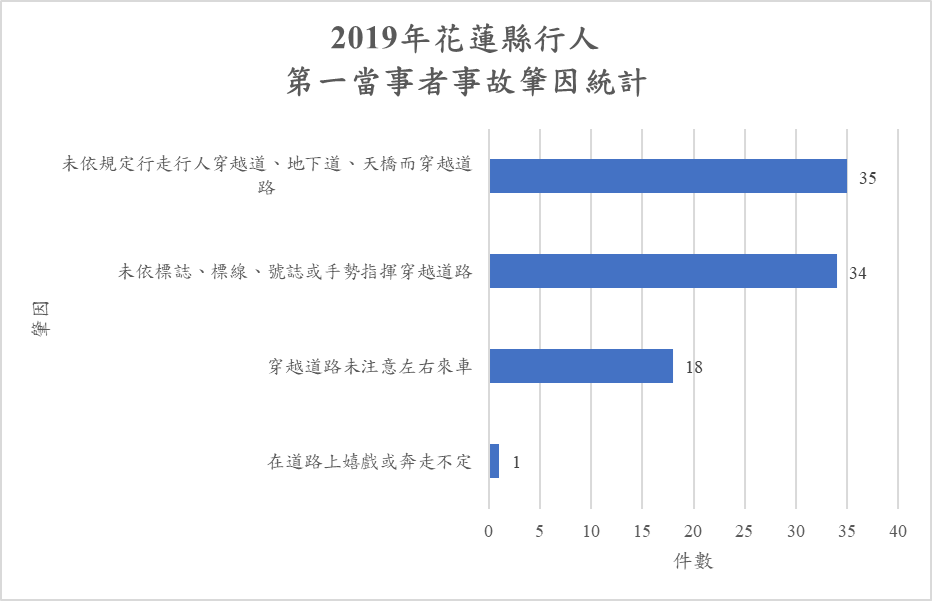 2019年花蓮縣行人
第一當事者事故肇因統計
未依規定行走行人穿越道、地下道、天橋而穿越道
路
35
未依標誌、標線、號誌或手勢指揮穿越道路
34
肇因
穿越道路未注意左右來車
18
在道路上嬉戲或奔走不定
1
0 5 10 15 20 25 30 35 40
件數